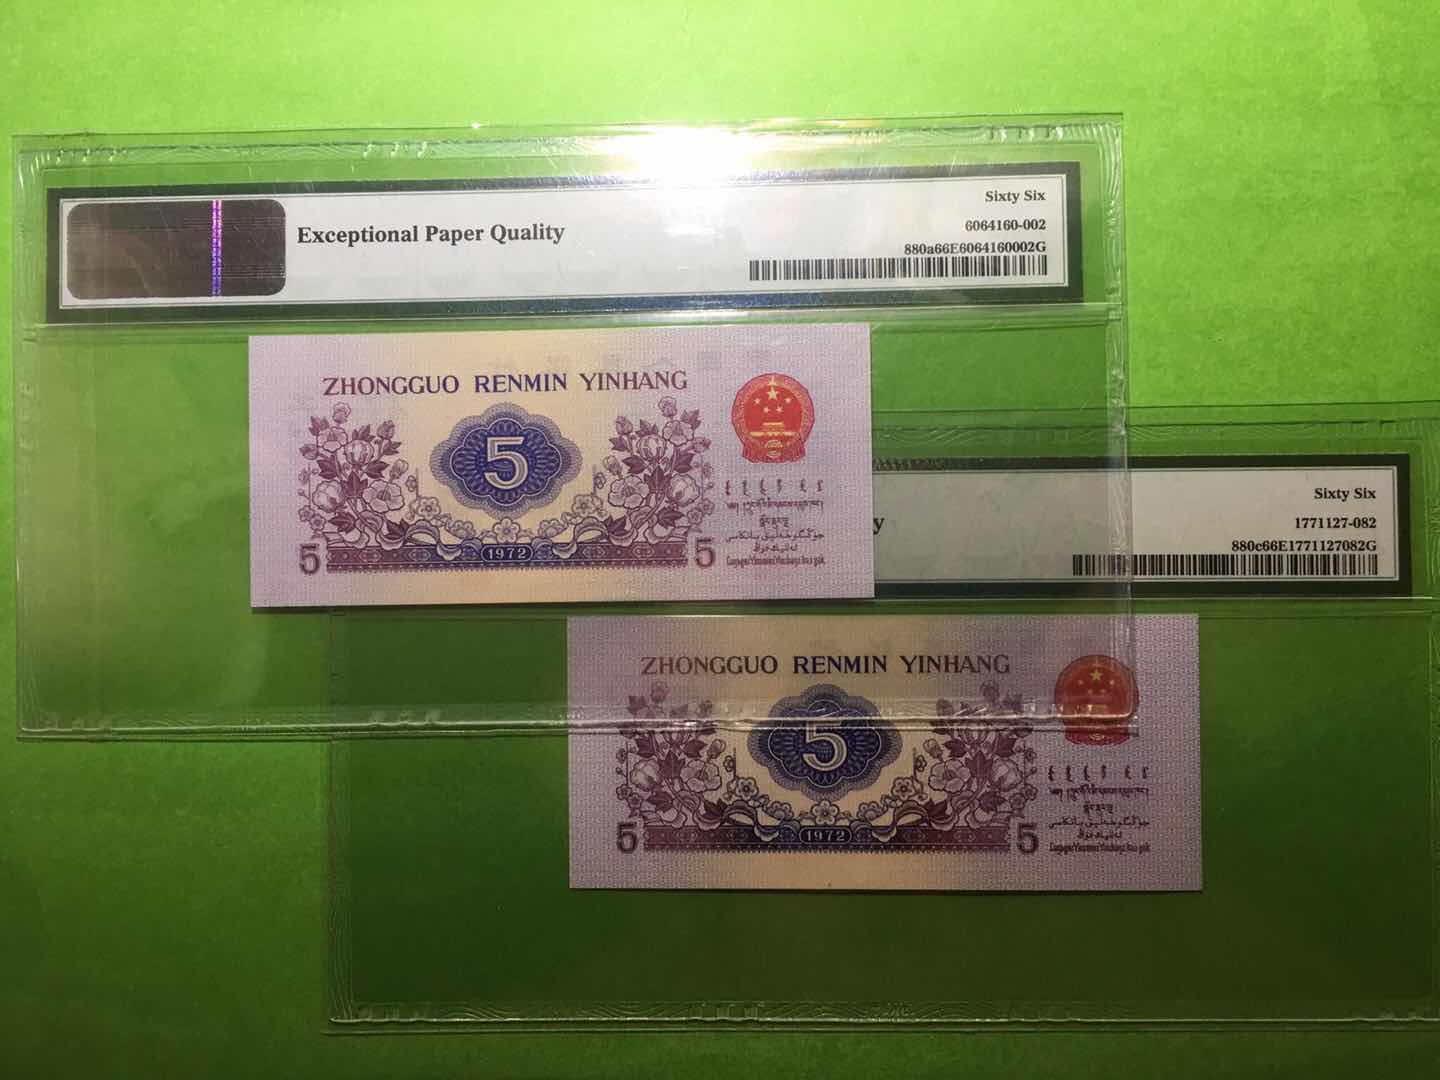 Sixty Six
Exceptional Paper Quality
6064160-002
880a66E6064160002G
ZHONGGUO RENMIN YINHANG
5
1972
5 5
Sixty Six
y
1771127-082
880c66E1771127082G
ZHONGGUO RENMIN YINHANG
5
1972
5 5